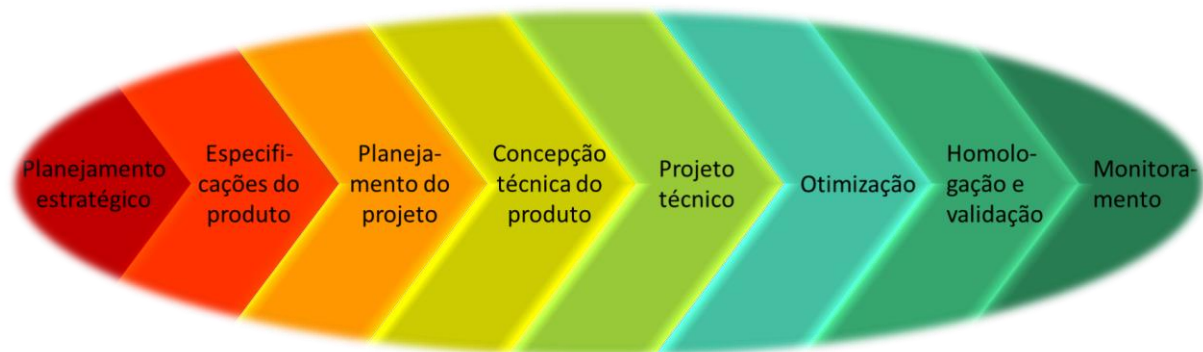 Planejamento
estratégico
Especifi-
cações do
produto
Planeja-
mento do
projeto
Concepção
técnica do
produto
Projeto
técnico
Otimização
Homolo-
gação e
validação
Monitora-
mento